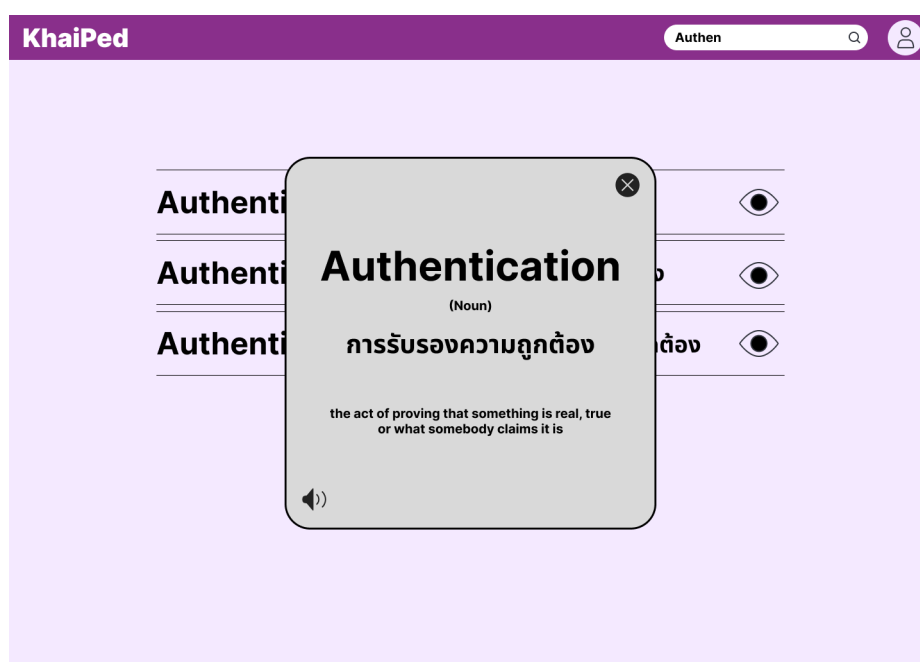 KhaiPed
Authen
Authenti
Authentication
(Noun)
Authenti
การรับรองความถูกต้อง
Authenti
ต้อง
the act of proving that something is real, true
or what somebody claims it is